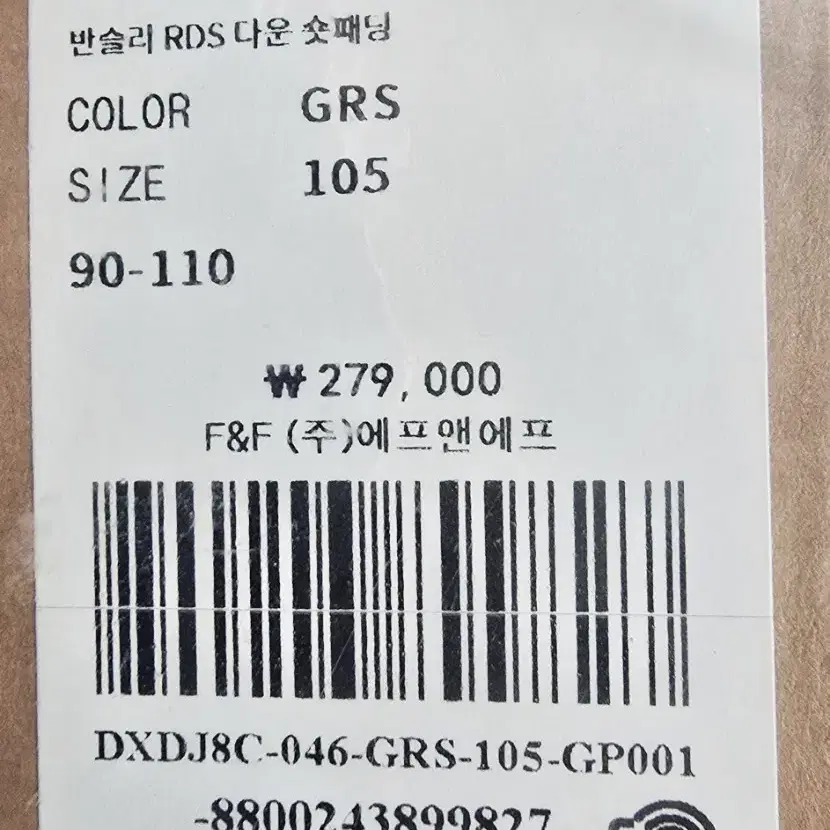 반슬리 RDS 다운 숏패딩
COLOR GRS
SIZE 105
90-110
₩ 279,000
F&F (주)에프앤에프
DXDJ8C-046-GRS-105-GP001
-8800243899827